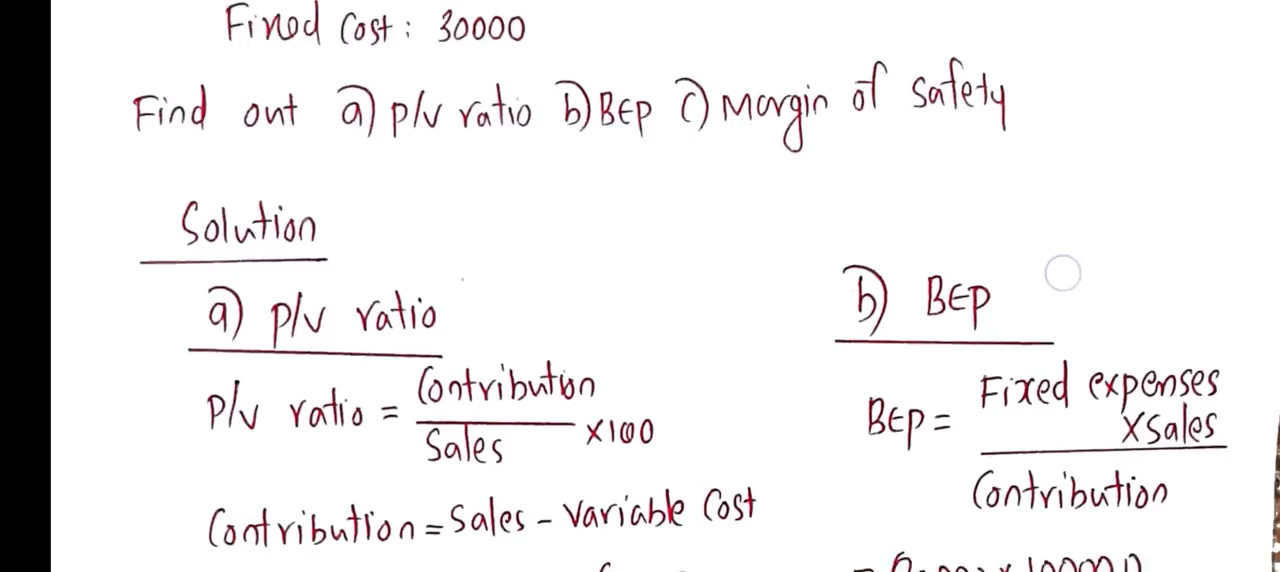 Fixed Cost: 30000
Find out a) P/V ratio b) BEP c) Margin of safety
Solution
a) P/V ratio
P/V ratio = Contribution
Sales ×100
Contribution = Sales - Variable Cost
b) BEP
BEP = Fixed expenses
×Sales
Contribution